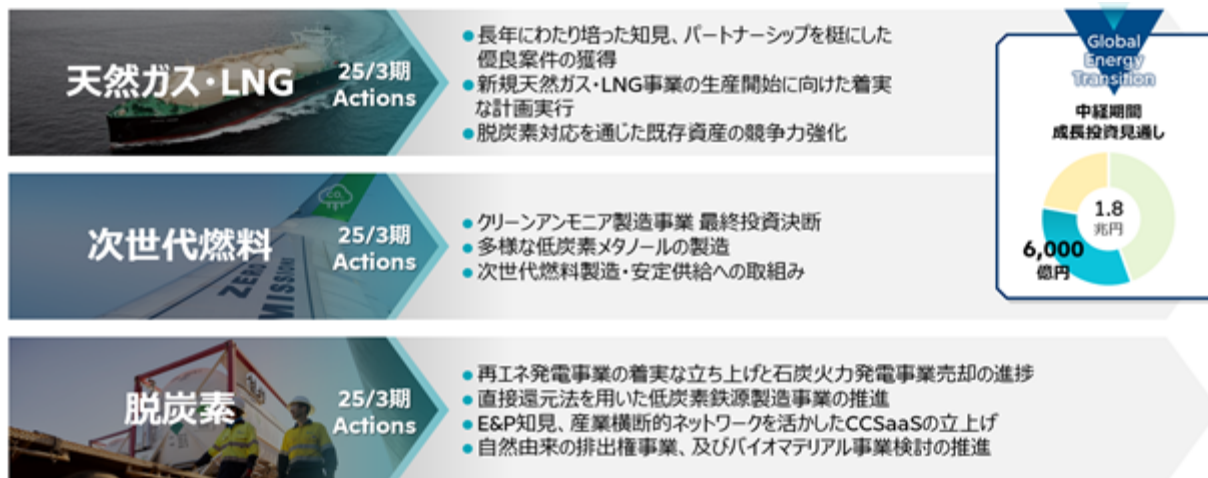 天然ガス・LNG
25/3期
Actions
●長年にわたり培った知見、パートナーシップを梃にした
優良案件の獲得
●新規天然ガス・LNG事業の生産開始に向けた着実
な計画実行
●脱炭素対応を通じた既存資産の競争力強化
Global
Energy
Transition
中経期間
成長投資見通し
1.8
兆円
6,000
億円
次世代燃料
25/3期
Actions
CO₂
ZERO
MISSIONS
●クリーンアンモニア製造事業 最終投資決断
●多様な低炭素メタノールの製造
●次世代燃料製造・安定供給への取組み
脱炭素
25/3期
Actions
●再エネ発電事業の着実な立ち上げと石炭火力発電事業売却の進捗
●直接還元法を用いた低炭素鉄源製造事業の推進
●E&P知見、産業横断的ネットワークを活かしたCCSaaSの立上げ
●自然由来の排出権事業、及びバイオマテリアル事業検討の推進